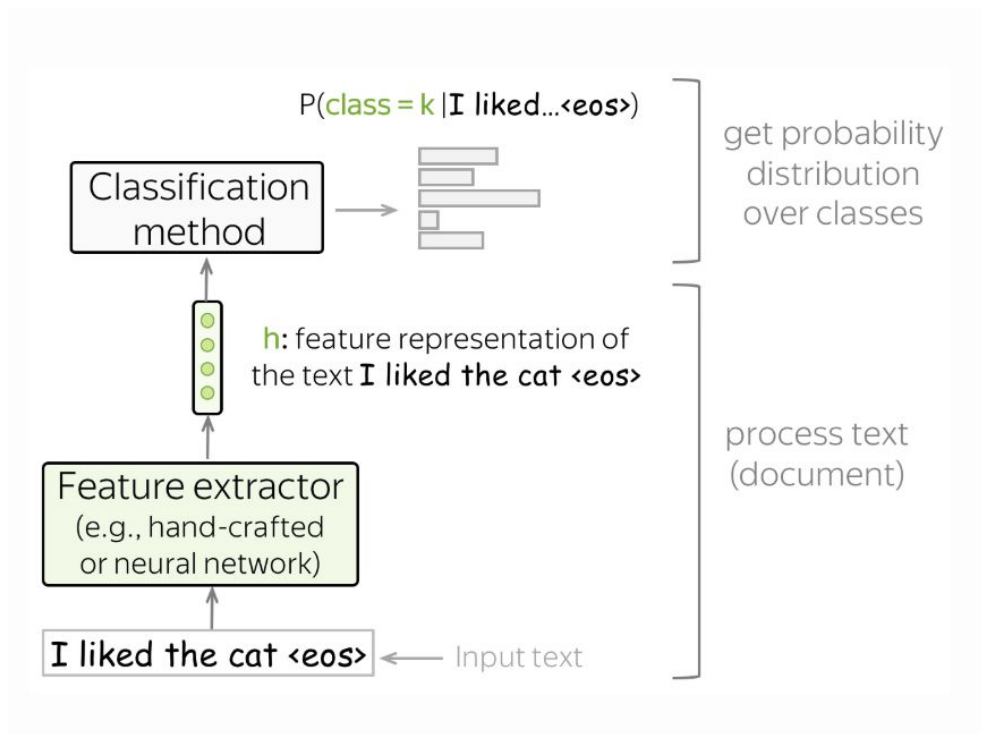 P(class = k |I liked...<eos>)
get probability
distribution
over classes
Classification
method
h: feature representation of
the text I liked the cat <eos>
process text
(document)
Feature extractor
(e.g., hand-crafted
or neural network)
I liked the cat <eos>
Input text